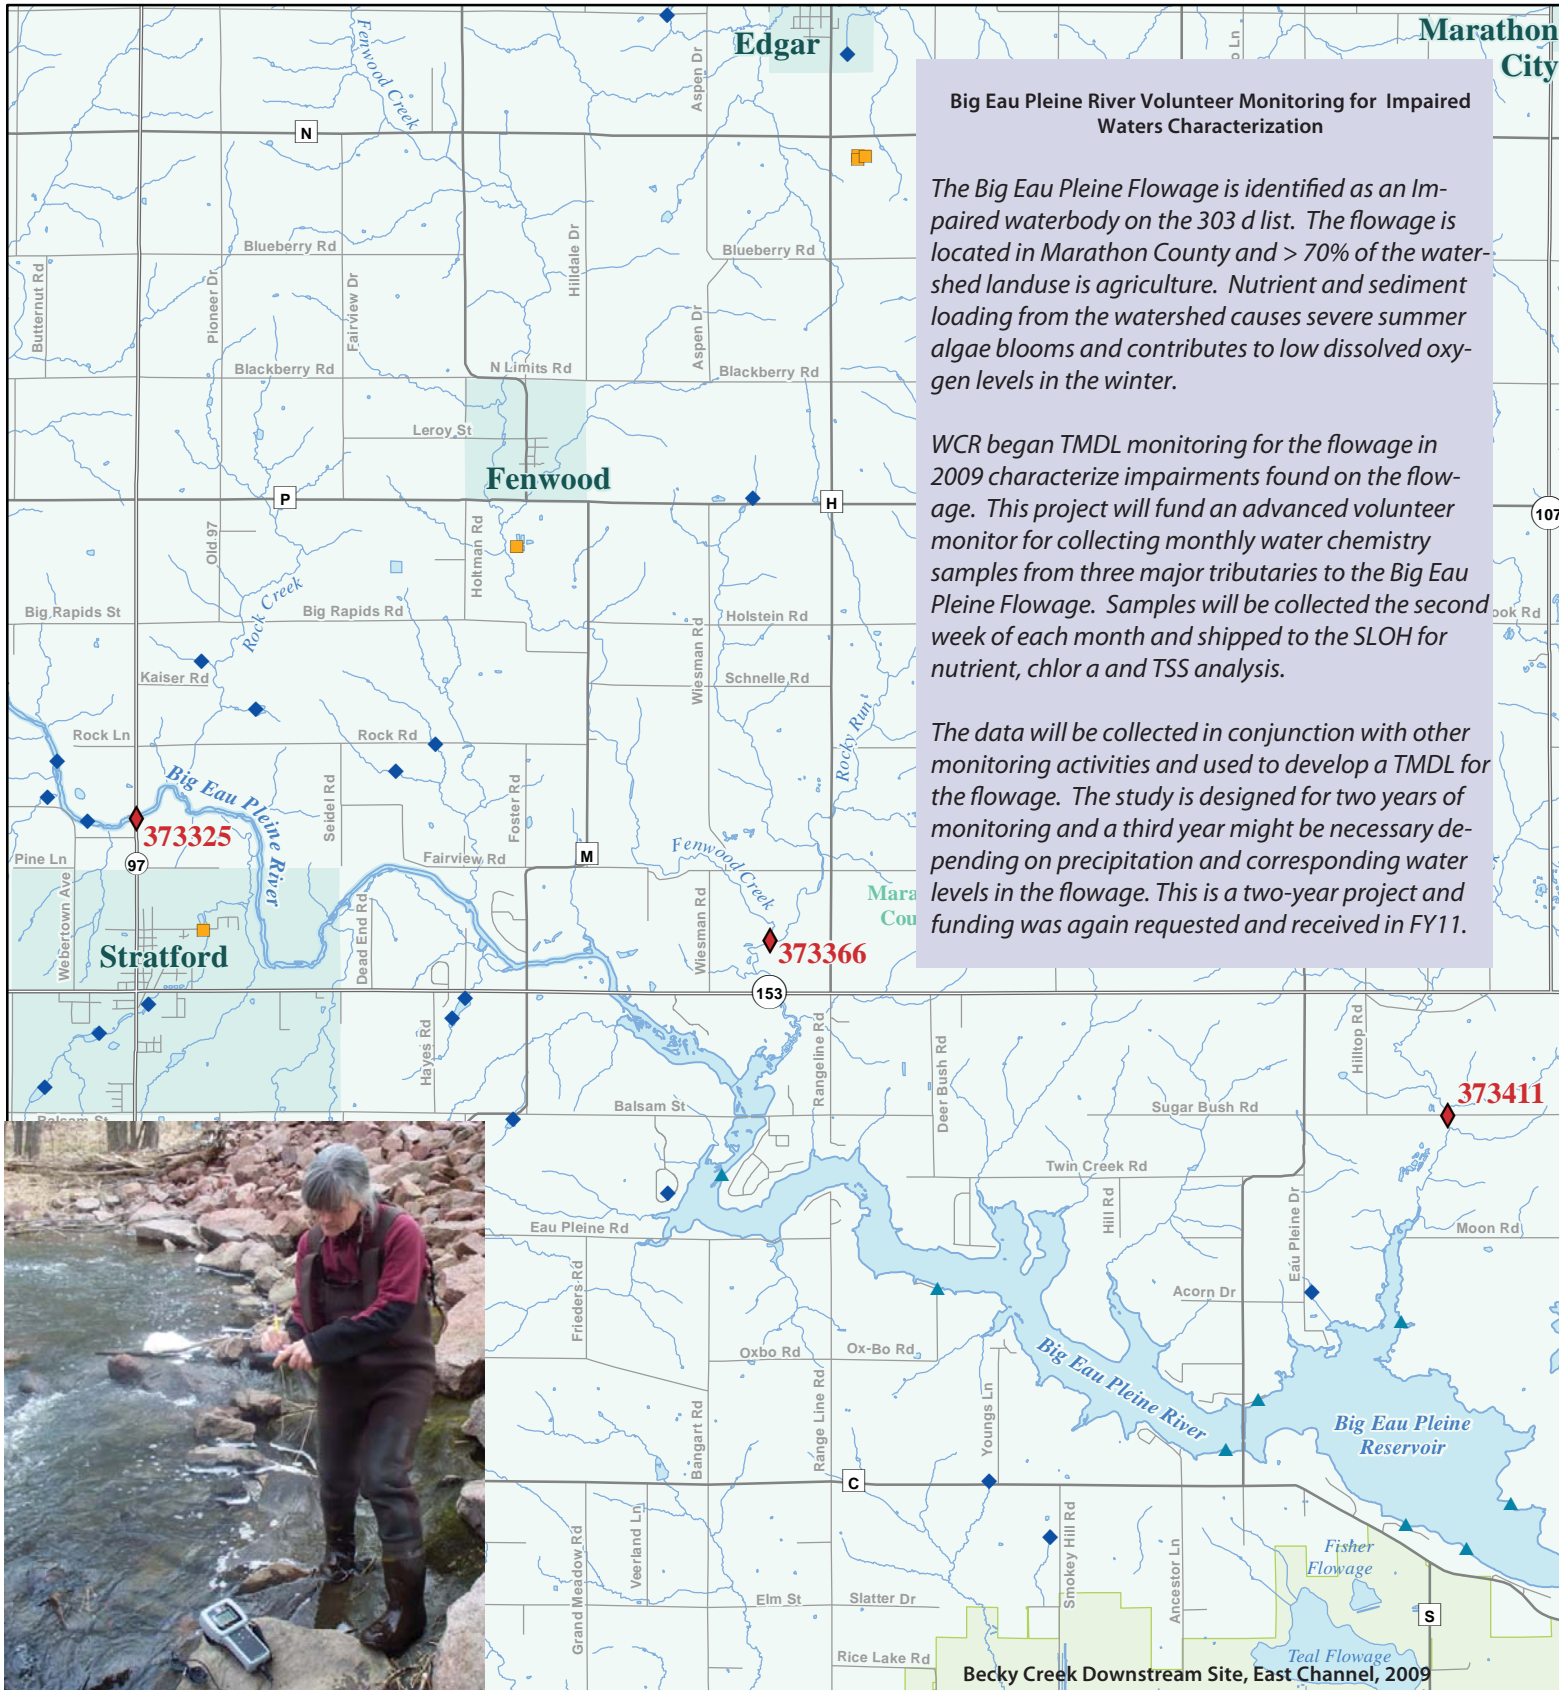 Edgar
Marathon
City
Fenwood Creek
Aspen Dr
N
Big Eau Pleine River Volunteer Monitoring for Impaired
Waters Characterization
The Big Eau Pleine Flowage is identified as an Im-
paired waterbody on the 303 d list. The flowage is
located in Marathon County and > 70% of the water-
shed landuse is agriculture. Nutrient and sediment
loading from the watershed causes severe summer
algae blooms and contributes to low dissolved oxy-
gen levels in the winter.
WCR began TMDL monitoring for the flowage in
2009 characterize impairments found on the flow-
age. This project will fund an advanced volunteer
monitor for collecting monthly water chemistry
samples from three major tributaries to the Big Eau
Pleine Flowage. Samples will be collected the second
week of each month and shipped to the SLOH for
nutrient, chlor a and TSS analysis.
The data will be collected in conjunction with other
monitoring activities and used to develop a TMDL for
the flowage. The study is designed for two years of
monitoring and a third year might be necessary de-
pending on precipitation and corresponding water
levels in the flowage. This is a two-year project and
funding was again requested and received in FY11.
Blueberry Rd
Blueberry Rd
Butternut Rd
Pioneer Dr
Fairview Dr
Hilldale Dr
Aspen Dr
Blackberry Rd
N Limits Rd
Blackberry Rd
Leroy St
Fenwood
P
H
107
Old 97
Holtman Rd
Rock Creek
Big Rapids St
Big Rapids Rd
Holstein Rd
ook Rd
Kaiser Rd
Wiesman Rd
Schnelle Rd
Rocky Run
Rock Ln
Rock Rd
Big Eau Pleine River
Seidel Rd
Foster Rd
373325
97
Pine Ln
Fairview Rd
M
Fenwood Creek
Webertown Ave
Dead End Rd
Wiesman Rd
Mara
Cou
373366
Stratford
153
Hayes Rd
Rangeline Rd
Deer Bush Rd
Hilltop Rd
373411
Balsam St
Balsam St
Sugar Bush Rd
Twin Creek Rd
Hill Rd
Eau Pleine Dr
Moon Rd
Eau Pleine Rd
Frieders Rd
Acorn Dr
Oxbo Rd
Ox-Bo Rd
Big Eau Pleine River
Big Eau Pleine
Reservoir
Bangart Rd
Range Line Rd
Youngs Ln
C
Grand Meadow Rd
Veerland Ln
Smokey Hill Rd
Ancestor Ln
Fisher
Flowage
Elm St
Slatter Dr
S
Rice Lake Rd
Teal Flowage
Becky Creek Downstream Site, East Channel, 2009